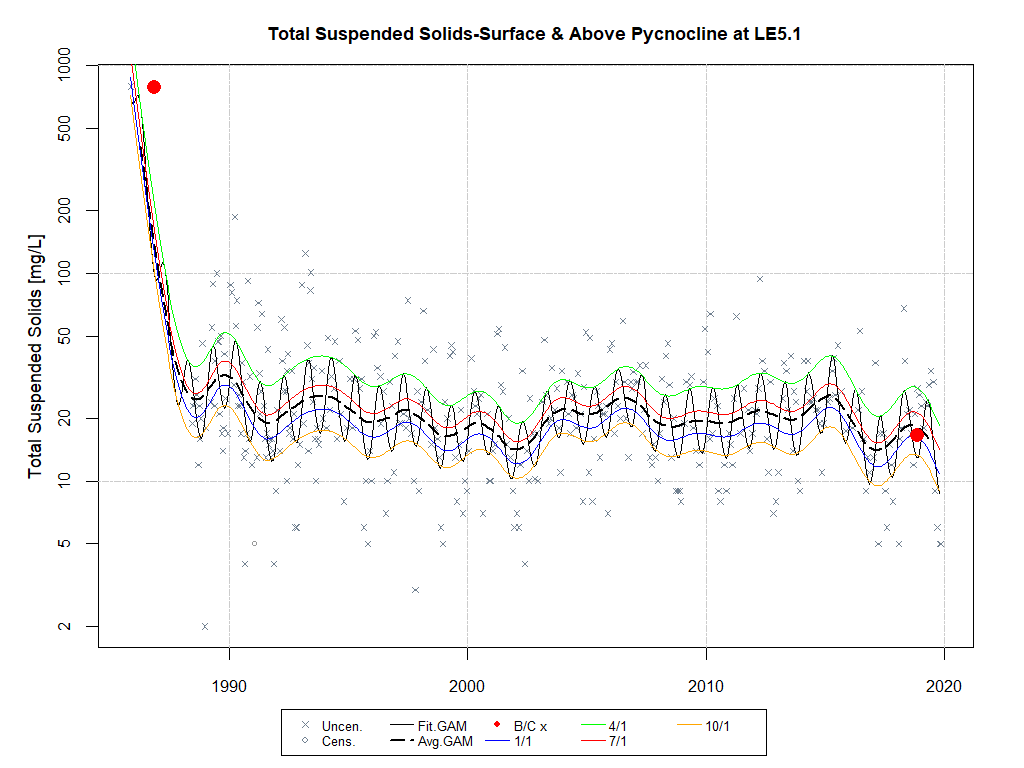 Total Suspended Solids-Surface & Above Pycnocline at LE5.1
Total Suspended Solids [mg/L]
1000
500
200
100
50
20
10
5
2
1990 2000 2010 2020
Uncen. Fit.GAM B/C x 4/1 10/1
Cens. Avg.GAM 1/1 7/1